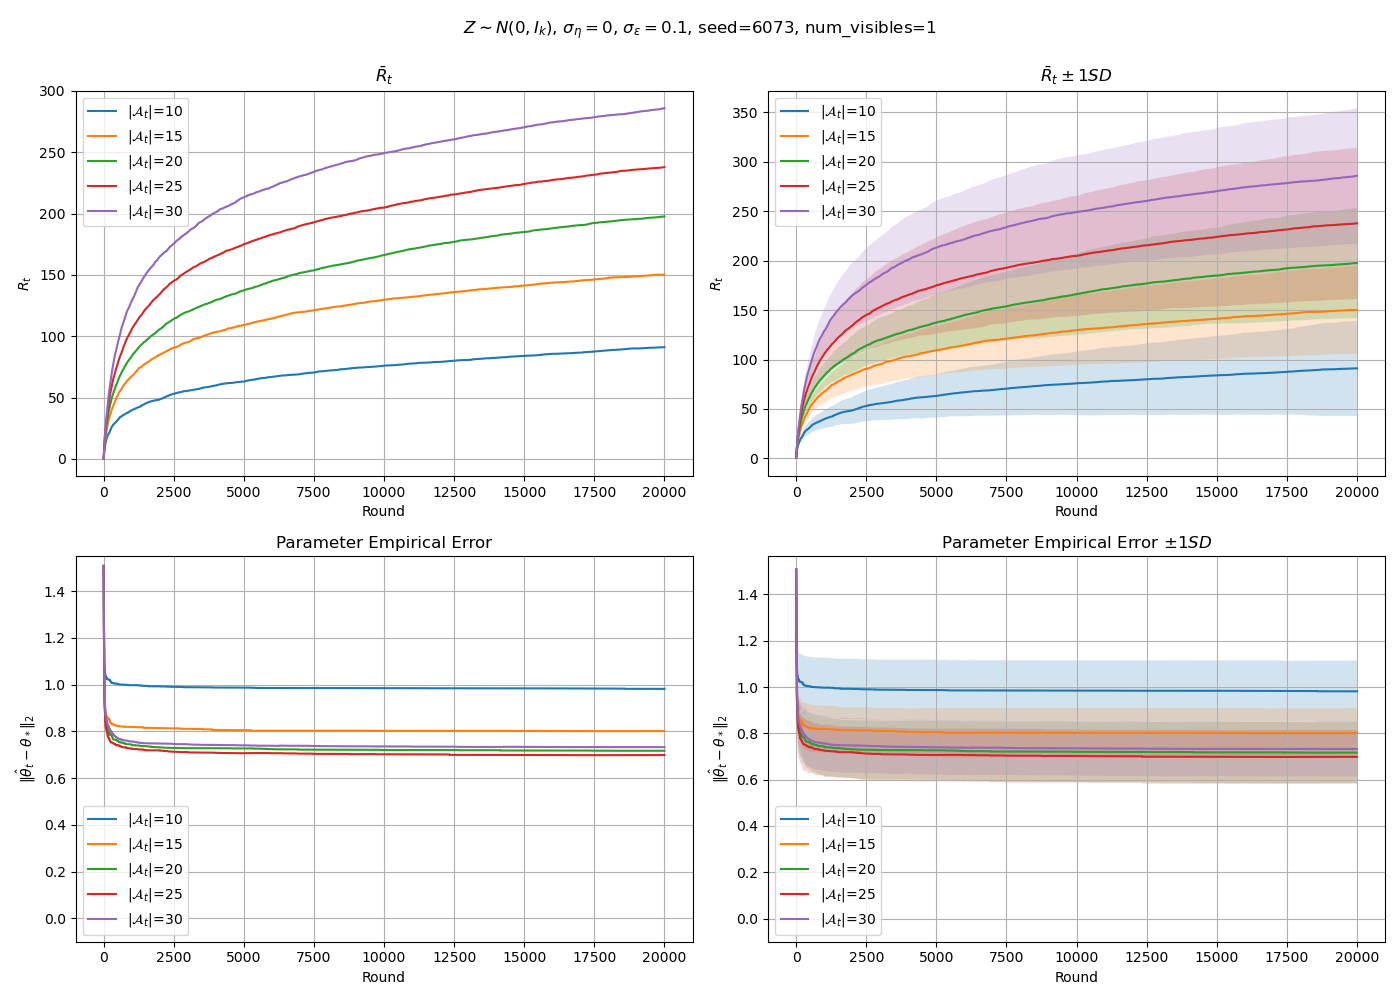 Z ∼ N(0, I_k), σ_η = 0, σ_ε = 0.1, seed=6073, num_visibles=1
R̄_t
R_t
300
250
200
150
100
50
0
|𝒜_t|=10
|𝒜_t|=15
|𝒜_t|=20
|𝒜_t|=25
|𝒜_t|=30
0 2500 5000 7500 10000 12500 15000 17500 20000
Round
R̄_t ± 1SD
R_t
350
300
250
200
150
100
50
0
|𝒜_t|=10
|𝒜_t|=15
|𝒜_t|=20
|𝒜_t|=25
|𝒜_t|=30
0 2500 5000 7500 10000 12500 15000 17500 20000
Round
Parameter Empirical Error
‖θ̂_t − θ_*‖_2
1.4
1.2
1.0
0.8
0.6
0.4
0.2
0.0
|𝒜_t|=10
|𝒜_t|=15
|𝒜_t|=20
|𝒜_t|=25
|𝒜_t|=30
0 2500 5000 7500 10000 12500 15000 17500 20000
Round
Parameter Empirical Error ±1SD
‖θ̂_t − θ_*‖_2
1.4
1.2
1.0
0.8
0.6
0.4
0.2
0.0
|𝒜_t|=10
|𝒜_t|=15
|𝒜_t|=20
|𝒜_t|=25
|𝒜_t|=30
0 2500 5000 7500 10000 12500 15000 17500 20000
Round